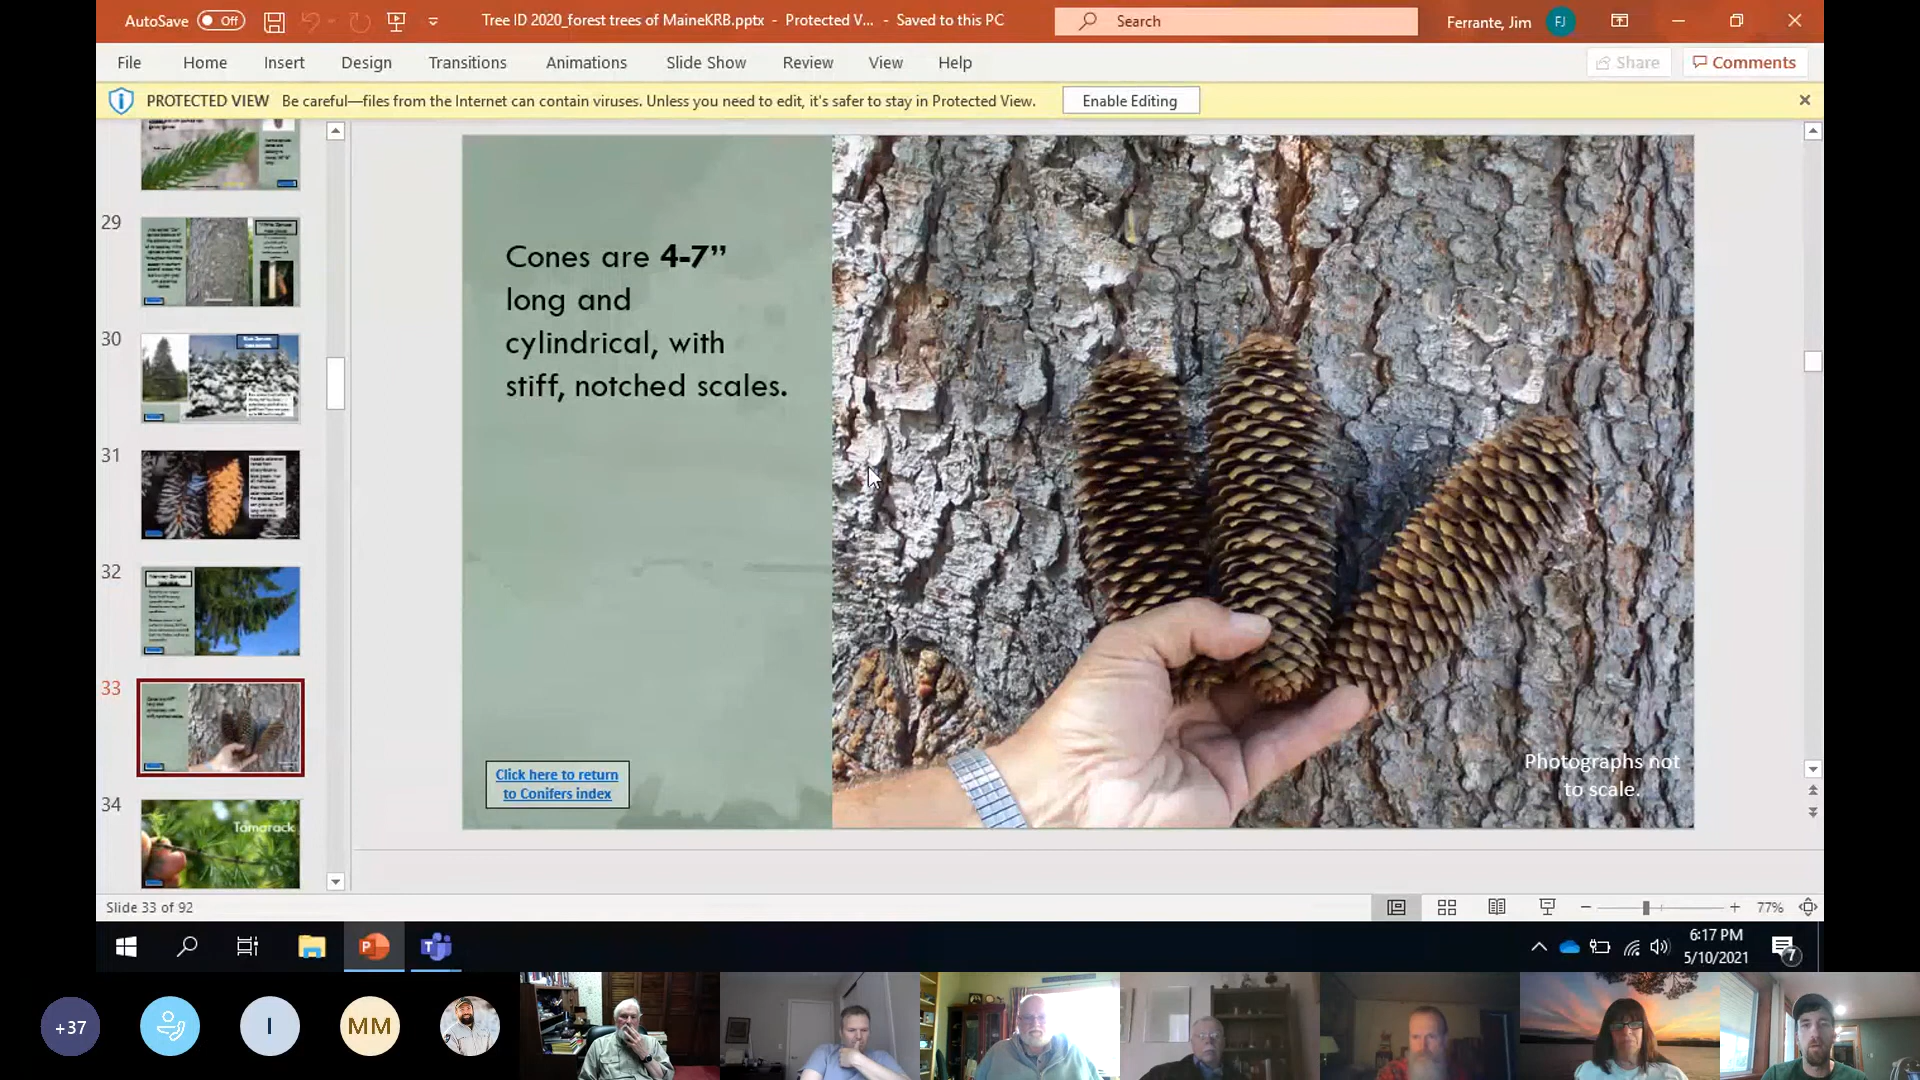 AutoSave Off
Tree ID 2020_forest trees of MaineKRB.pptx - Protected V... - Saved to this PC
Search
Ferrante, Jim FJ
File Home Insert Design Transitions Animations Slide Show Review View Help
Share Comments
PROTECTED VIEW Be careful—files from the Internet can contain viruses. Unless you need to edit, it's safer to stay in Protected View. Enable Editing
29
30
31
32
33
34
Tamarack
Cones are 4-7”
long and
cylindrical, with
stiff, notched scales.
Click here to return
to Conifers index
Photographs not
to scale.
Slide 33 of 92
77%
6:17 PM
5/10/2021
7
+37
I
MM